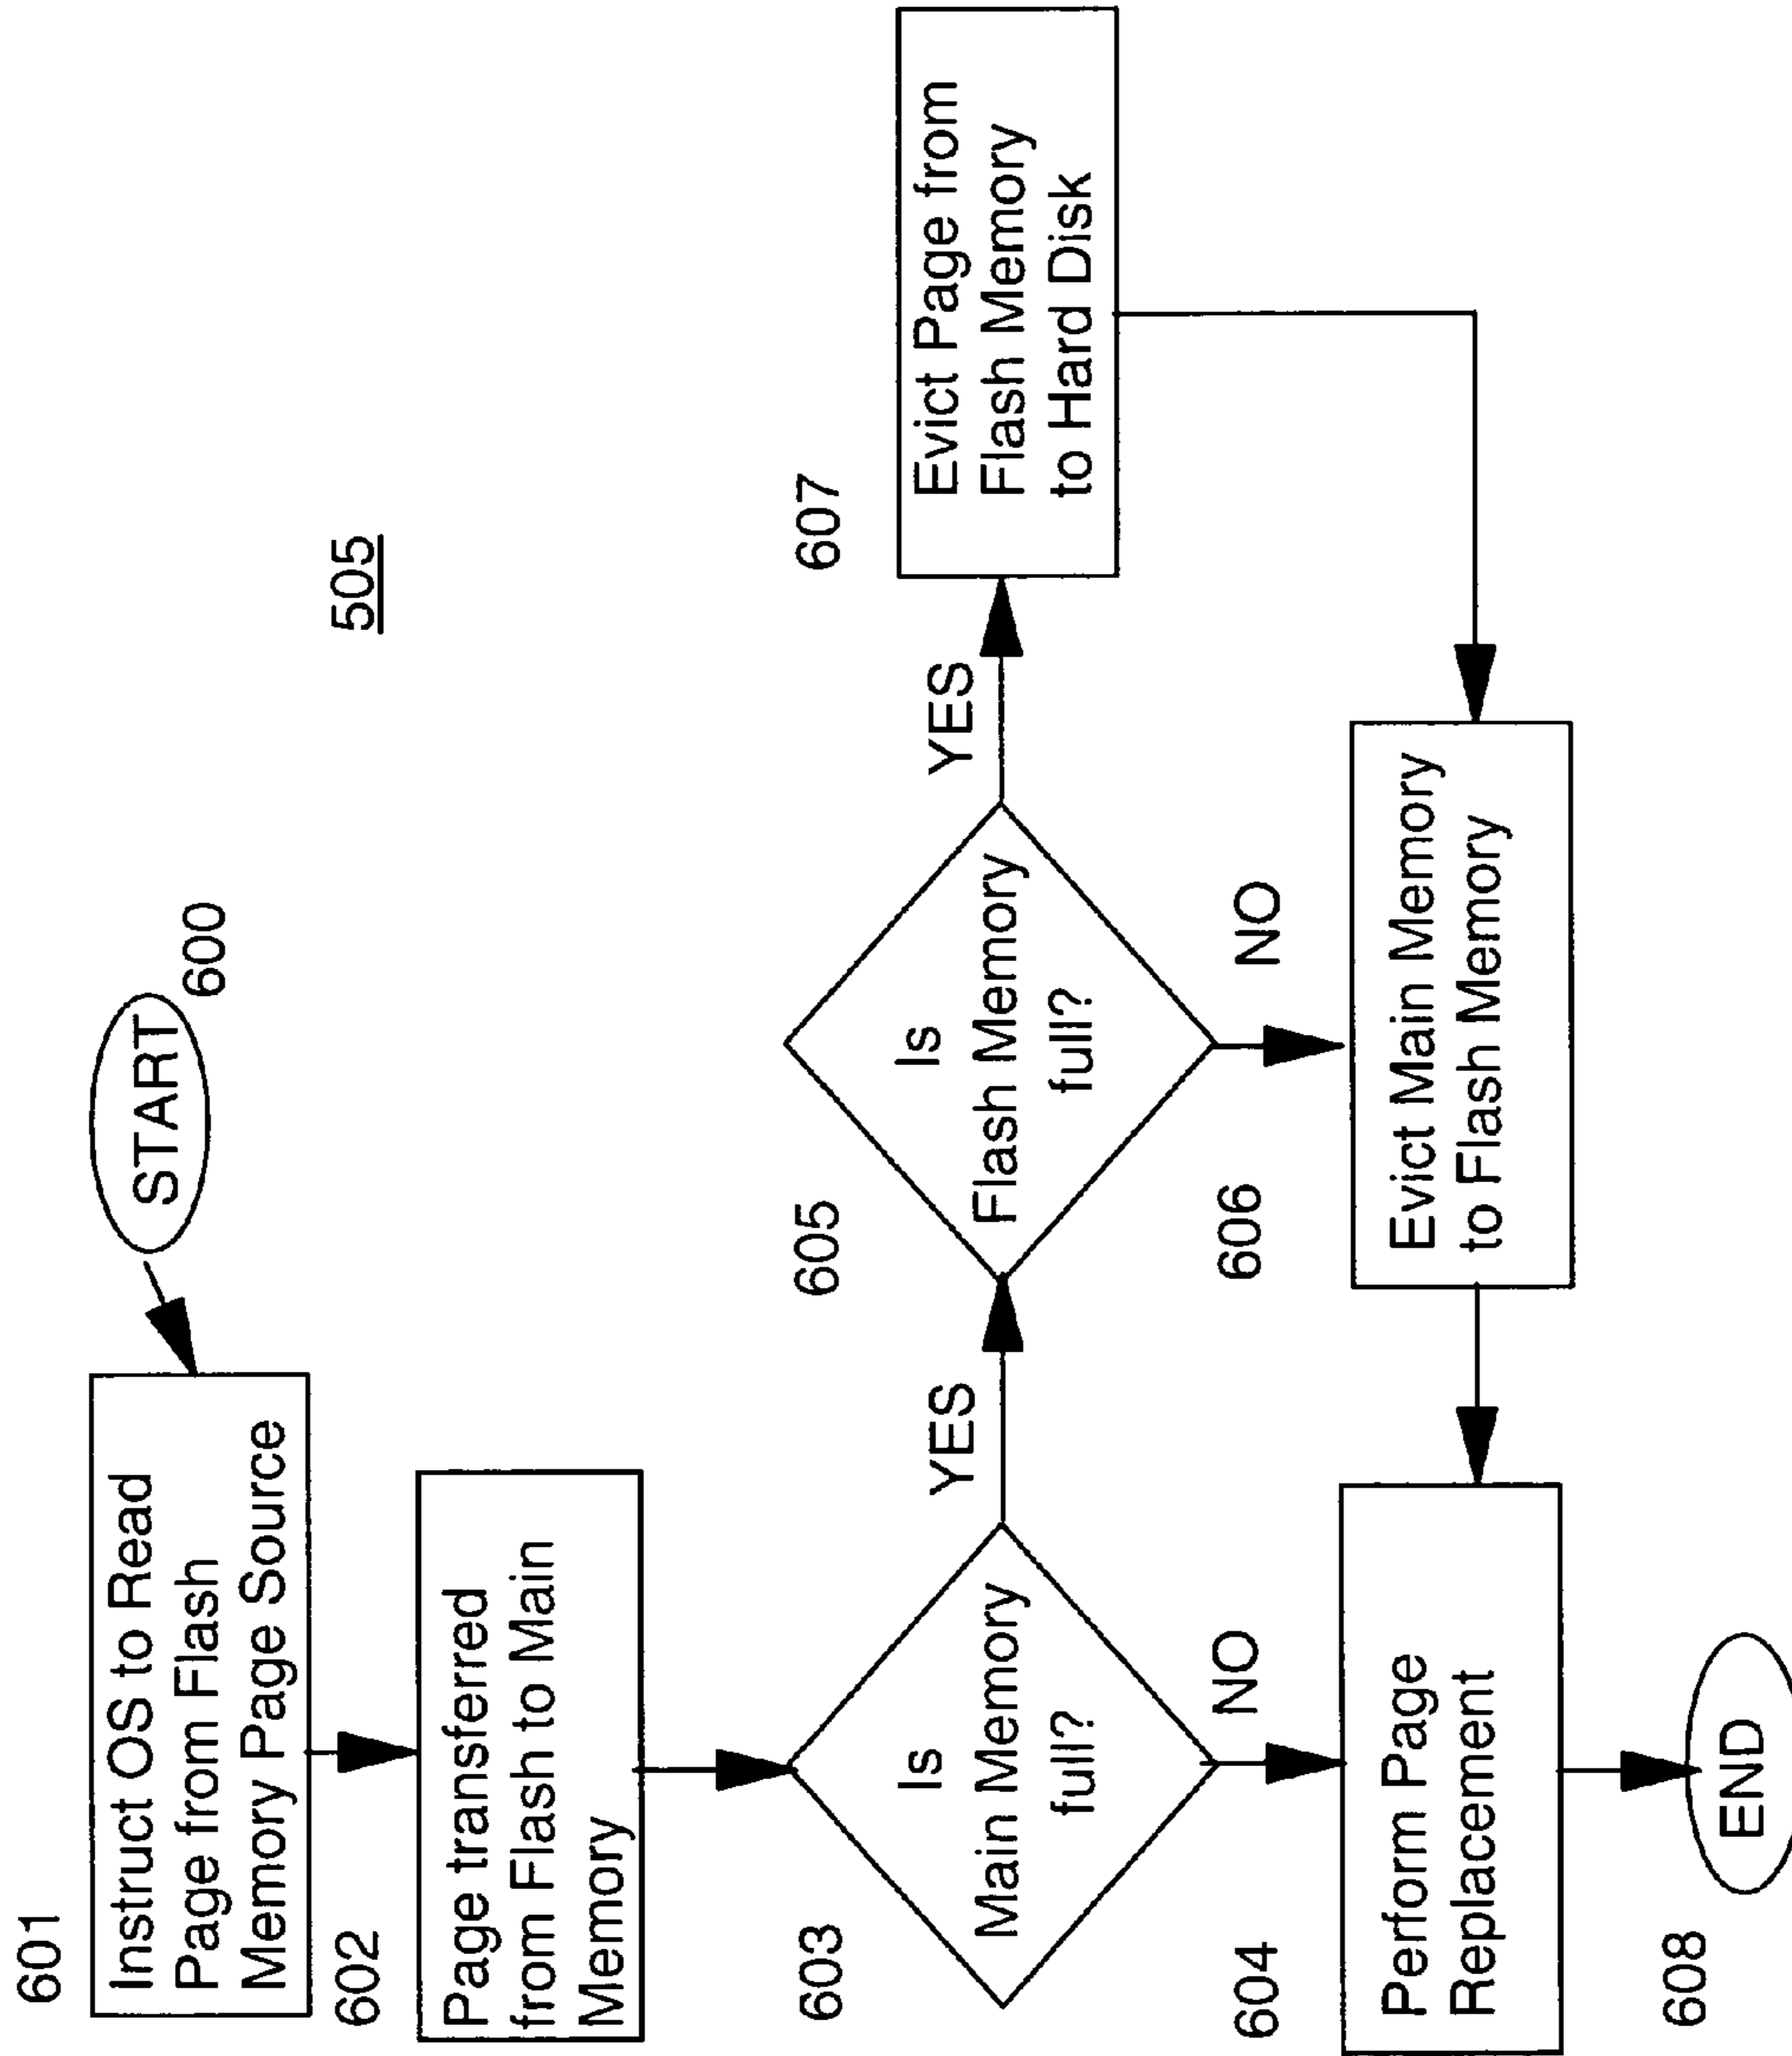 START
600
505
601
Instruct OS to Read
Page from Flash
Memory Page Source
602
Page transferred
from Flash to Main
Memory
603
Is
Main Memory
full?
YES
NO
605
Is
Flash Memory
full?
YES
NO
607
Evict Page from
Flash Memory
to Hard Disk
604
Perform Page
Replacement
606
Evict Main Memory
to Flash Memory
608
END